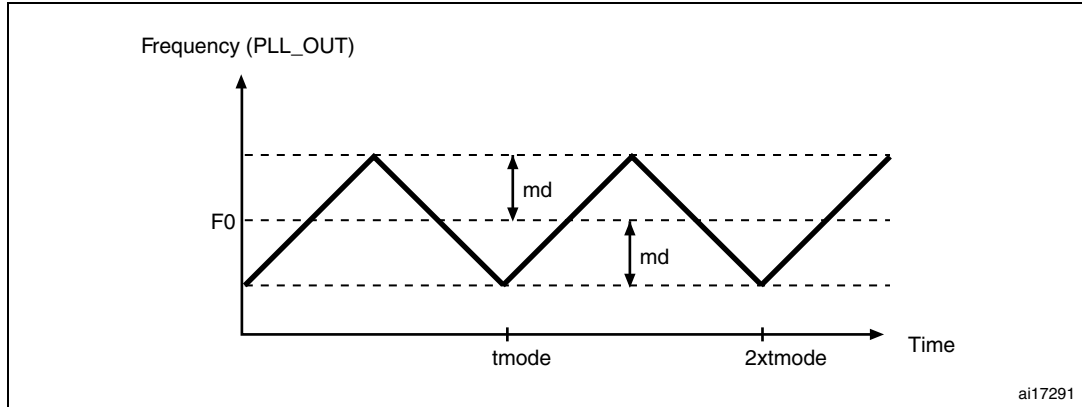 Frequency (PLL_OUT)
md
F0
md
tmode
2xtmode
Time
ai17291